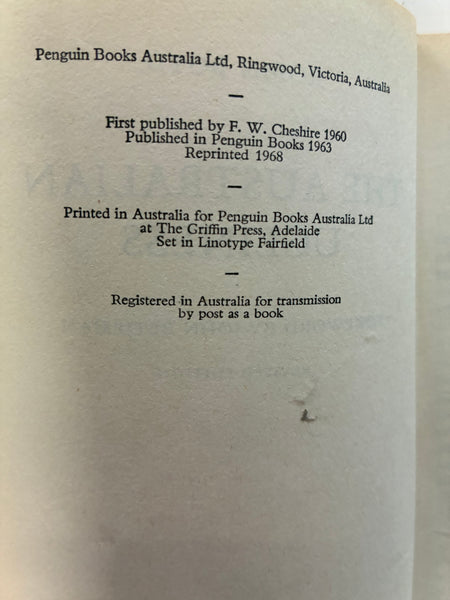 Penguin Books Australia Ltd, Ringwood, Victoria, Australia
First published by F. W. Cheshire 1960
Published in Penguin Books 1963
Reprinted 1968
Printed in Australia for Penguin Books Australia Ltd
at The Griffin Press, Adelaide
Set in Linotype Fairfield
Registered in Australia for transmission
by post as a book